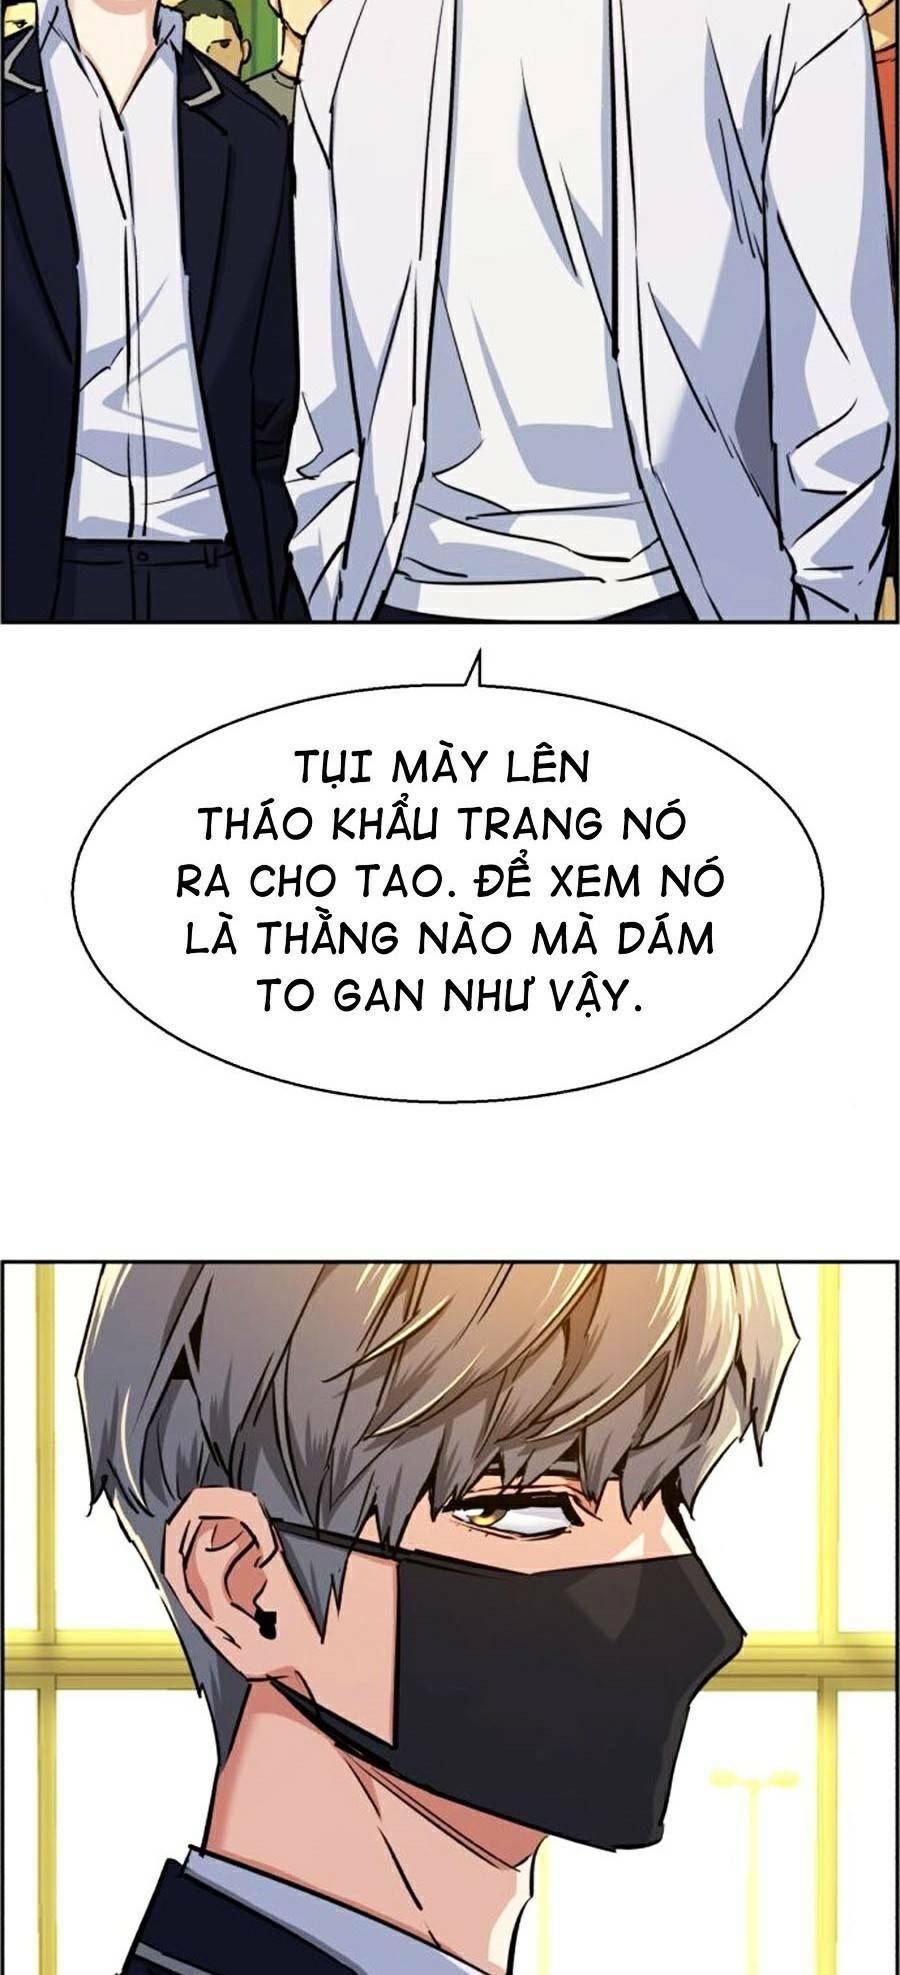 TỤI MÀY LÊN
THÁO KHẨU TRANG NÓ
RA CHO TAO. ĐỂ XEM NÓ
LÀ THẰNG NÀO MÀ DÁM
TO GAN NHƯ VẬY.